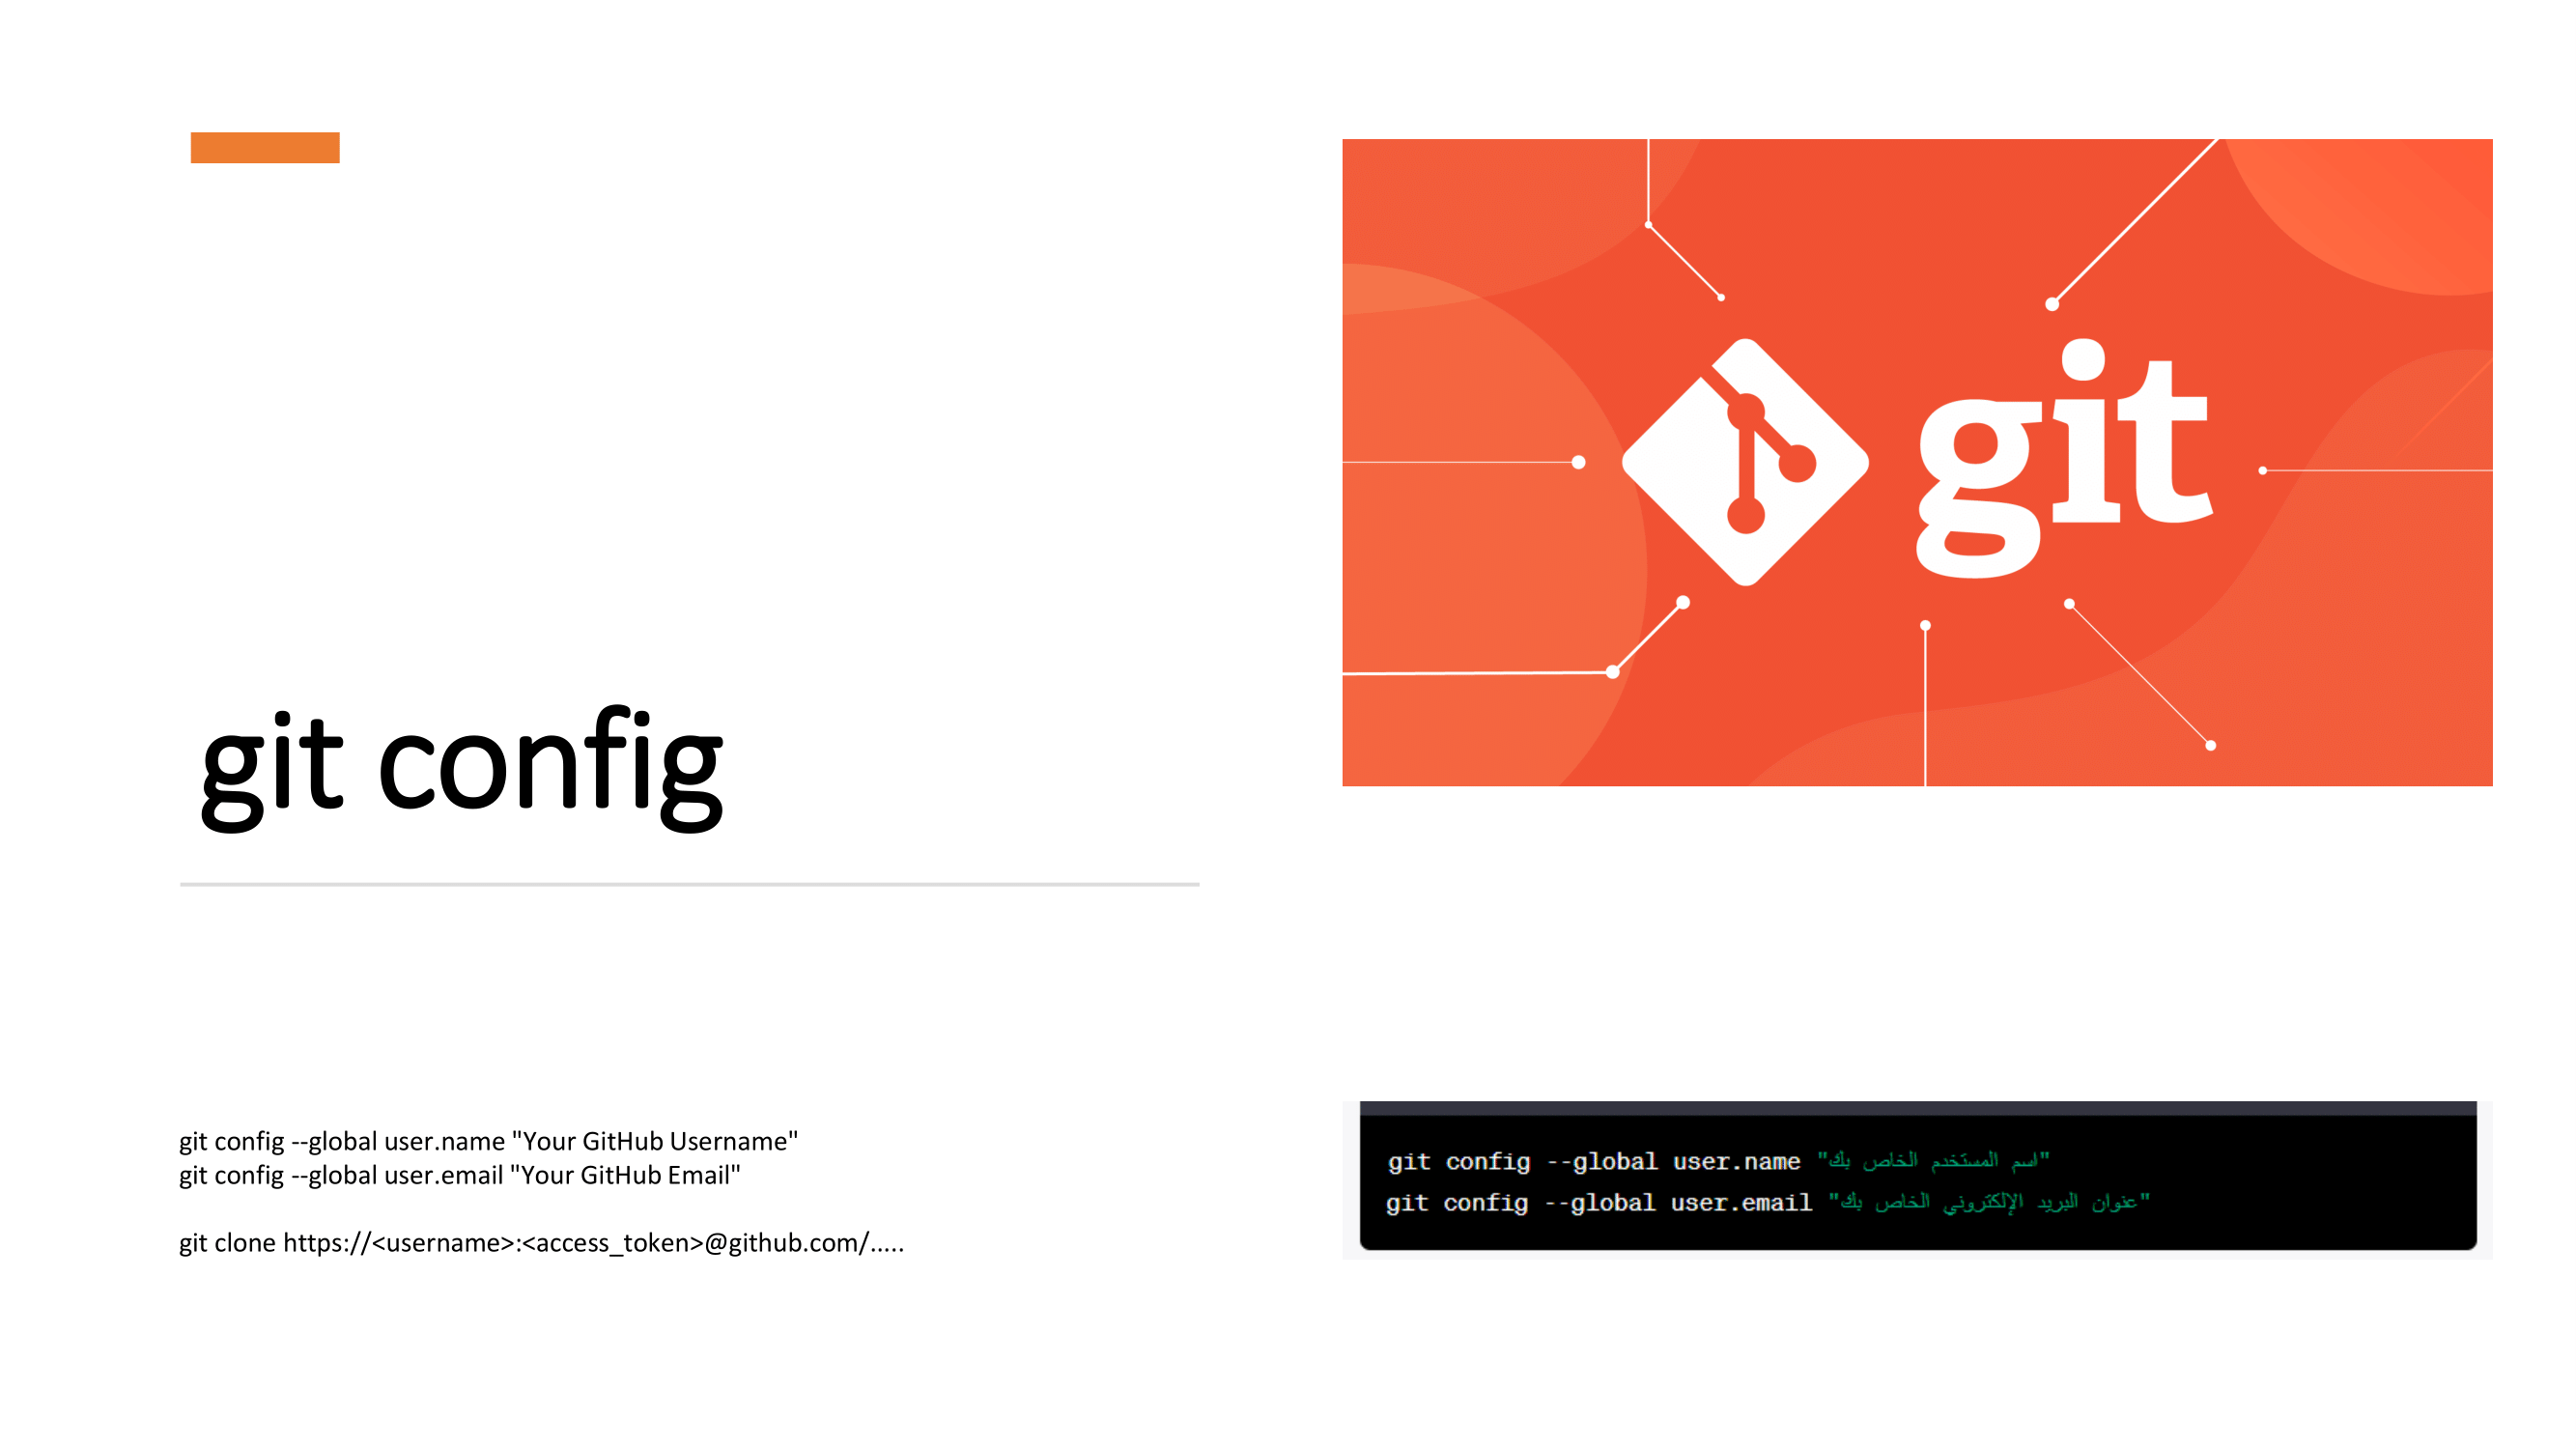 git
git config
git config --global user.name "Your GitHub Username"
git config --global user.email "Your GitHub Email"
git clone https://<username>:<access_token>@github.com/.....
git config --global user.name "اسم المستخدم الخاص بك"
git config --global user.email "عنوان البريد الإلكتروني الخاص بك"